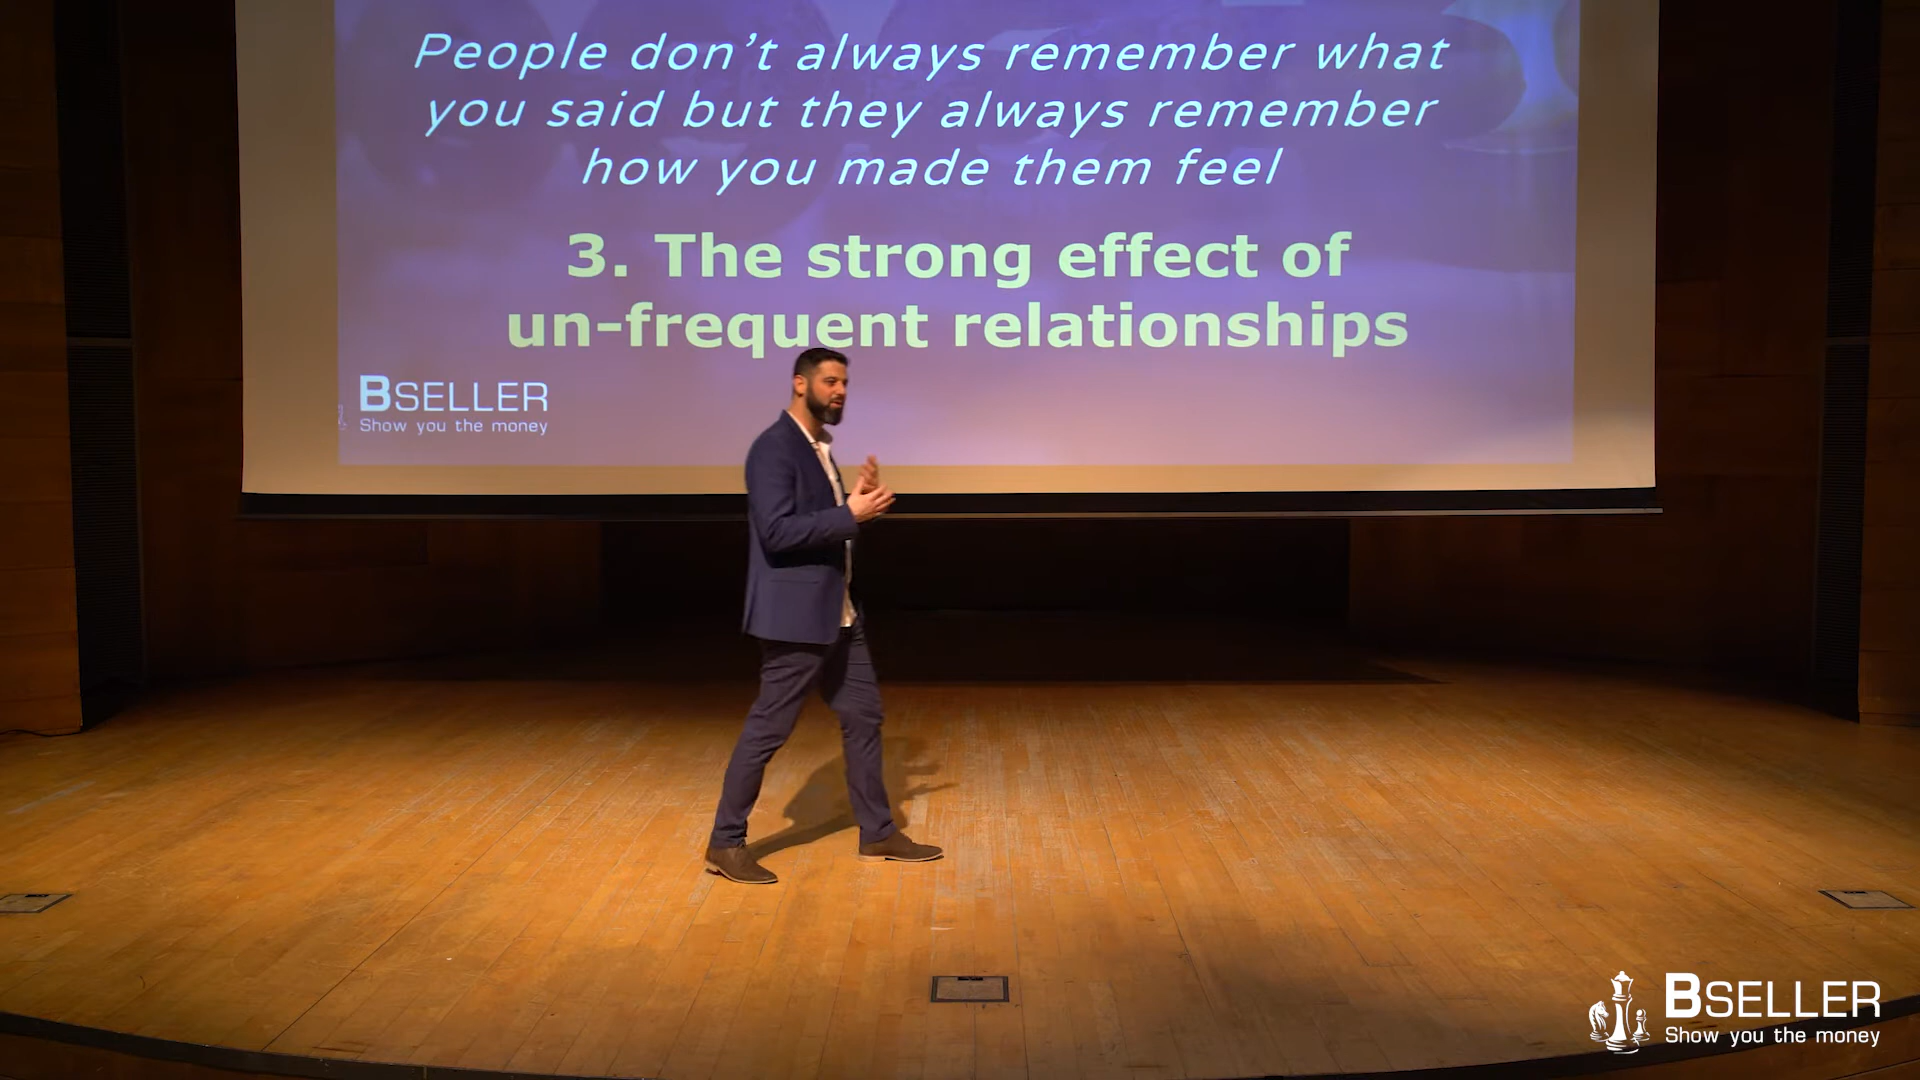 People don't always remember what
you said but they always remember
how you made them feel
3. The strong effect of
un-frequent relationships
BSELLER
Show you the money
BSELLER
Show you the money